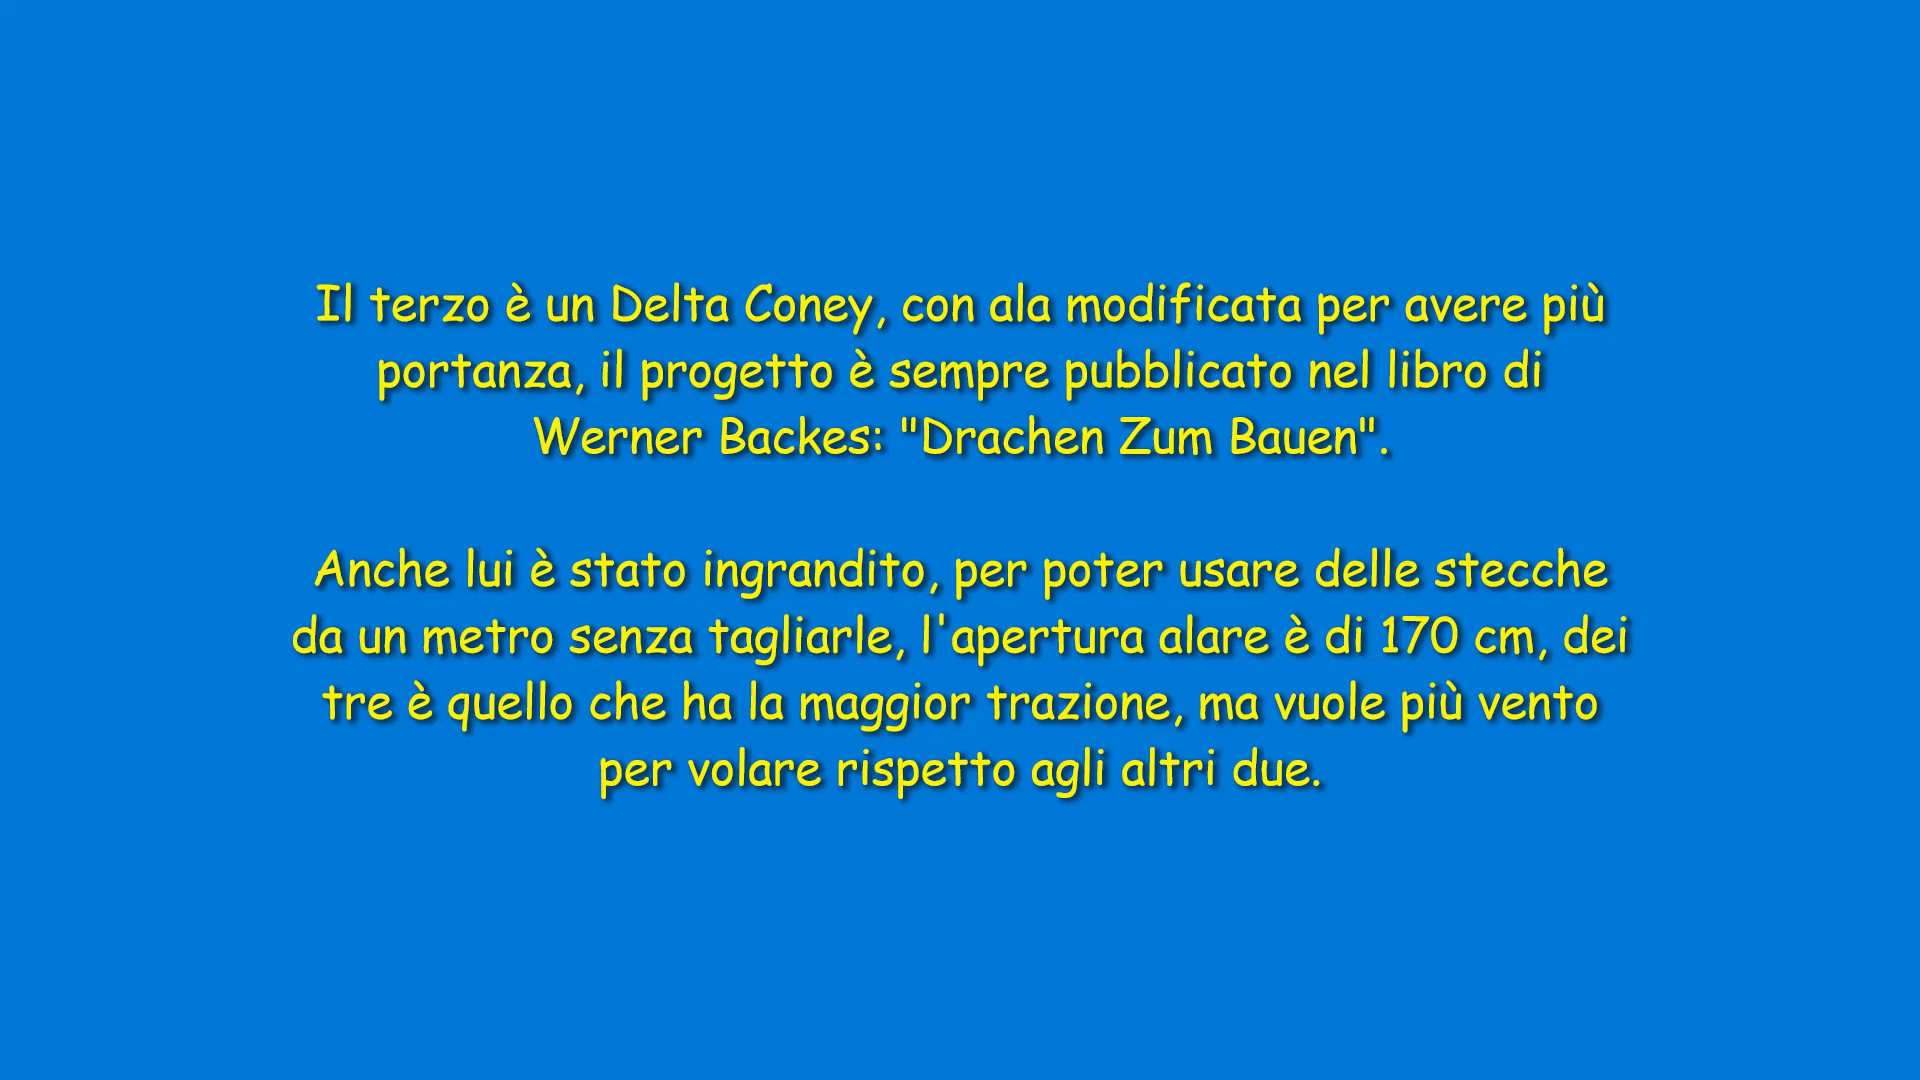 Il terzo è un Delta Coney, con ala modificata per avere più
portanza, il progetto è sempre pubblicato nel libro di
Werner Backes: "Drachen Zum Bauen".
Anche lui è stato ingrandito, per poter usare delle stecche
da un metro senza tagliarle, l'apertura alare è di 170 cm, dei
tre è quello che ha la maggior trazione, ma vuole più vento
per volare rispetto agli altri due.